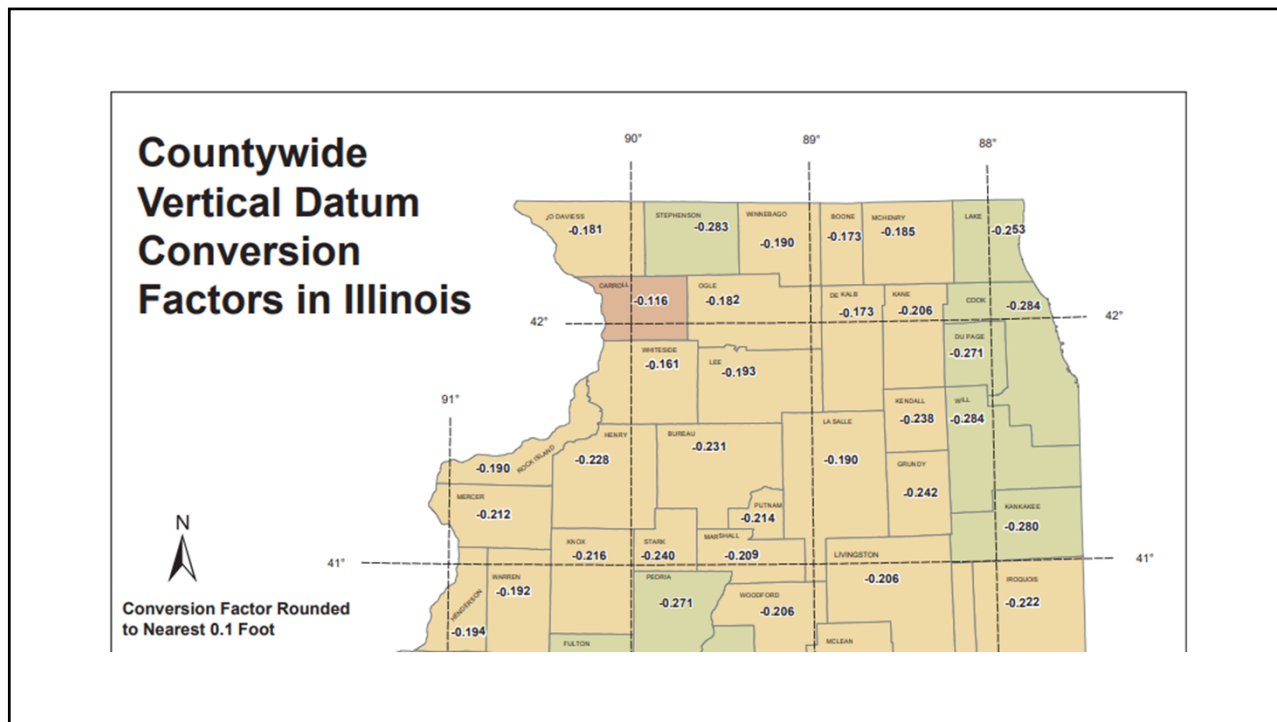 Countywide
Vertical Datum
Conversion
Factors in Illinois
90°
89°
88°
JO DAVIESS
-0.181
STEPHENSON
-0.283
WINNEBAGO
-0.190
BOONE
-0.173
MCHENRY
-0.185
LAKE
-0.253
CARROLL
-0.116
OGLE
-0.182
DE KALB
-0.173
KANE
-0.206
COOK
-0.284
42°
42°
DU PAGE
-0.271
WHITESIDE
-0.161
LEE
-0.193
91°
KENDALL
-0.238
WILL
-0.284
ROCK ISLAND
-0.190
HENRY
-0.228
BUREAU
-0.231
LA SALLE
-0.190
GRUNDY
-0.242
MERCER
-0.212
PUTNAM
-0.214
KANKAKEE
-0.280
KNOX
-0.216
STARK
-0.240
MARSHALL
-0.209
LIVINGSTON
-0.206
41°
41°
HENDERSON
-0.194
WARREN
-0.192
PEORIA
-0.271
WOODFORD
-0.206
IROQUOIS
-0.222
FULTON
MCLEAN
N
Conversion Factor Rounded
to Nearest 0.1 Foot